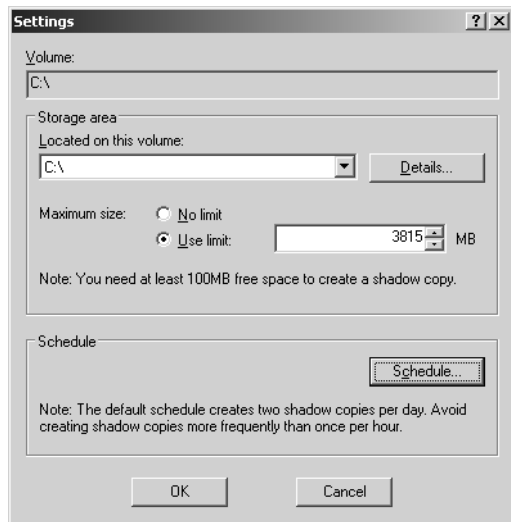 Settings
Volume:
C:\
Storage area
Located on this volume:
C:\
Details...
Maximum size:
No limit
Use limit:
3815
MB
Note: You need at least 100MB free space to create a shadow copy.
Schedule
Schedule...
Note: The default schedule creates two shadow copies per day. Avoid
creating shadow copies more frequently than once per hour.
OK
Cancel